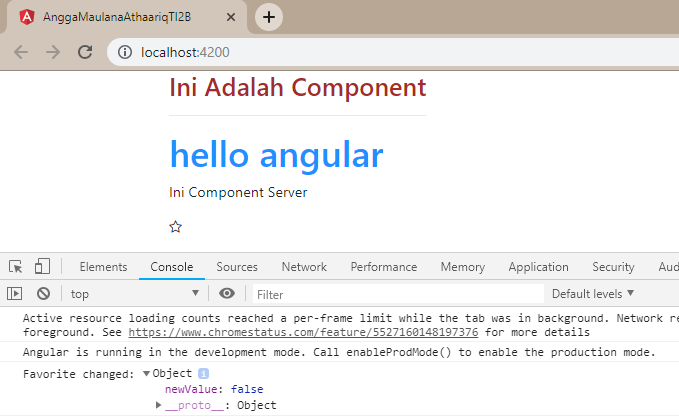 AnggaMaulanaAthaariqTI2B
localhost:4200
Ini Adalah Component
hello angular
Ini Component Server
Elements Console Sources Network Performance Memory Application Security Aud
top Filter Default levels
Active resource loading counts reached a per-frame limit while the tab was in background. Network re
foreground. See https://www.chromestatus.com/feature/5527160148197376 for more details
Angular is running in the development mode. Call enableProdMode() to enable the production mode.
Favorite changed: Object
newValue: false
__proto__: Object